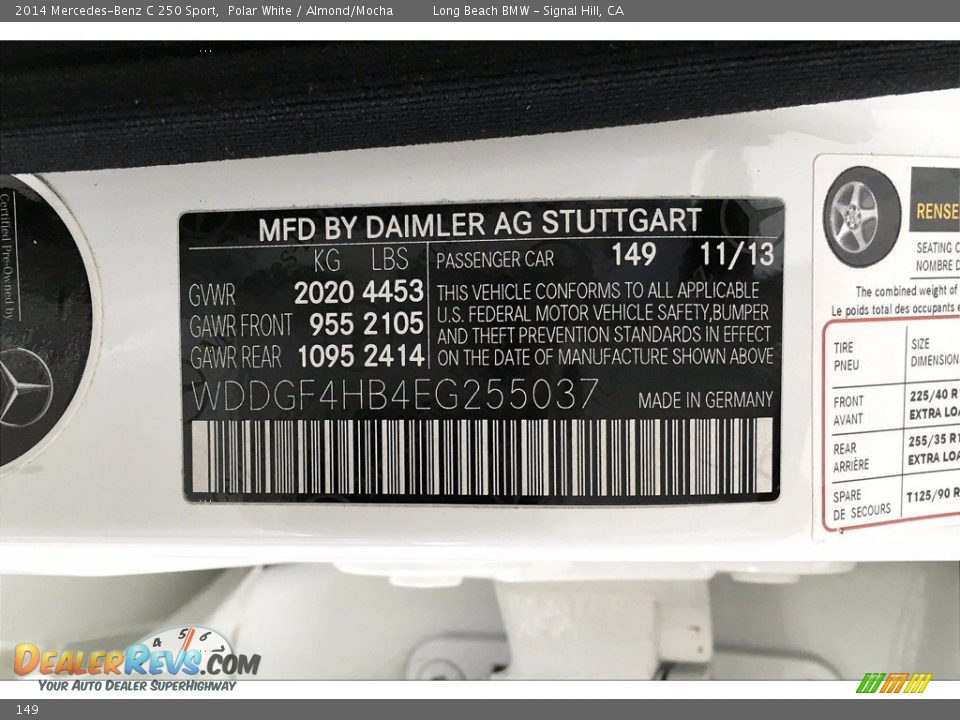 2014 Mercedes-Benz C 250 Sport, Polar White / Almond/Mocha Long Beach BMW - Signal Hill, CA
Certified Pre-Owned by
MFD BY DAIMLER AG STUTTGART
KG LBS
GVWR 2020 4453
GAWR FRONT 955 2105
GAWR REAR 1095 2414
PASSENGER CAR 149 11/13
THIS VEHICLE CONFORMS TO ALL APPLICABLE
U.S. FEDERAL MOTOR VEHICLE SAFETY,BUMPER
AND THEFT PREVENTION STANDARDS IN EFFECT
ON THE DATE OF MANUFACTURE SHOWN ABOVE
WDDGF4HB4EG255037 MADE IN GERMANY
RENSE
SEATING C
NOMBRE D
The combined weight of
Le poids total des occupants e
TIRE
PNEU
SIZE
DIMENSION
FRONT
AVANT
225/40 R1
EXTRA LOA
REAR
ARRIÈRE
255/35 R1
EXTRA LOA
SPARE
DE SECOURS
T125/90 R
4 5 6
DealerRevs.com
Your Auto Dealer SuperHighway
149